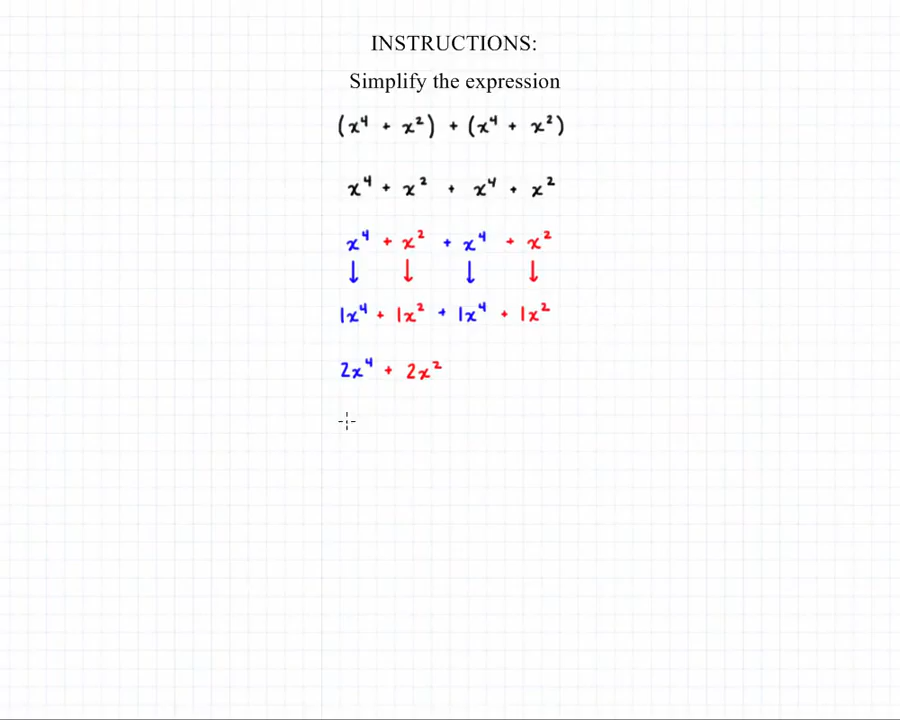 INSTRUCTIONS:
Simplify the expression
(x⁴ + x²) + (x⁴ + x²)
x⁴ + x² + x⁴ + x²
x⁴ + x² + x⁴ + x²
↓ ↓ ↓ ↓
1x⁴ + 1x² + 1x⁴ + 1x²
2x⁴ + 2x²